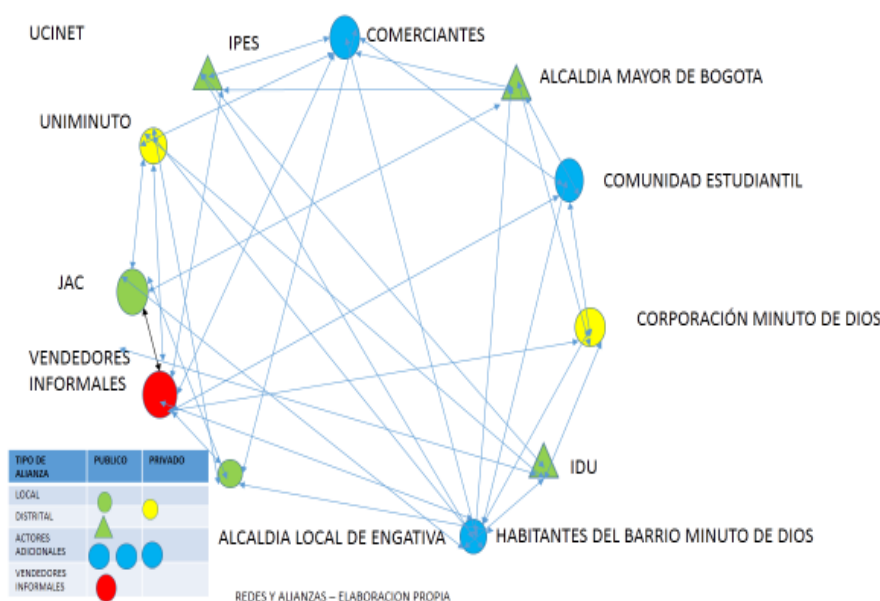 UCINET
IPES
COMERCIANTES
ALCALDIA MAYOR DE BOGOTA
UNIMINUTO
COMUNIDAD ESTUDIANTIL
JAC
CORPORACIÓN MINUTO DE DIOS
VENDEDORES
INFORMALES
IDU
ALCALDIA LOCAL DE ENGATIVA
HABITANTES DEL BARRIO MINUTO DE DIOS
TIPO DE
ALIANZA
PUBLICO
PRIVADO
LOCAL
DISTRITAL
ACTORES
ADICIONALES
VENDEDORES
INFORMALES
REDES Y ALIANZAS – ELABORACION PROPIA